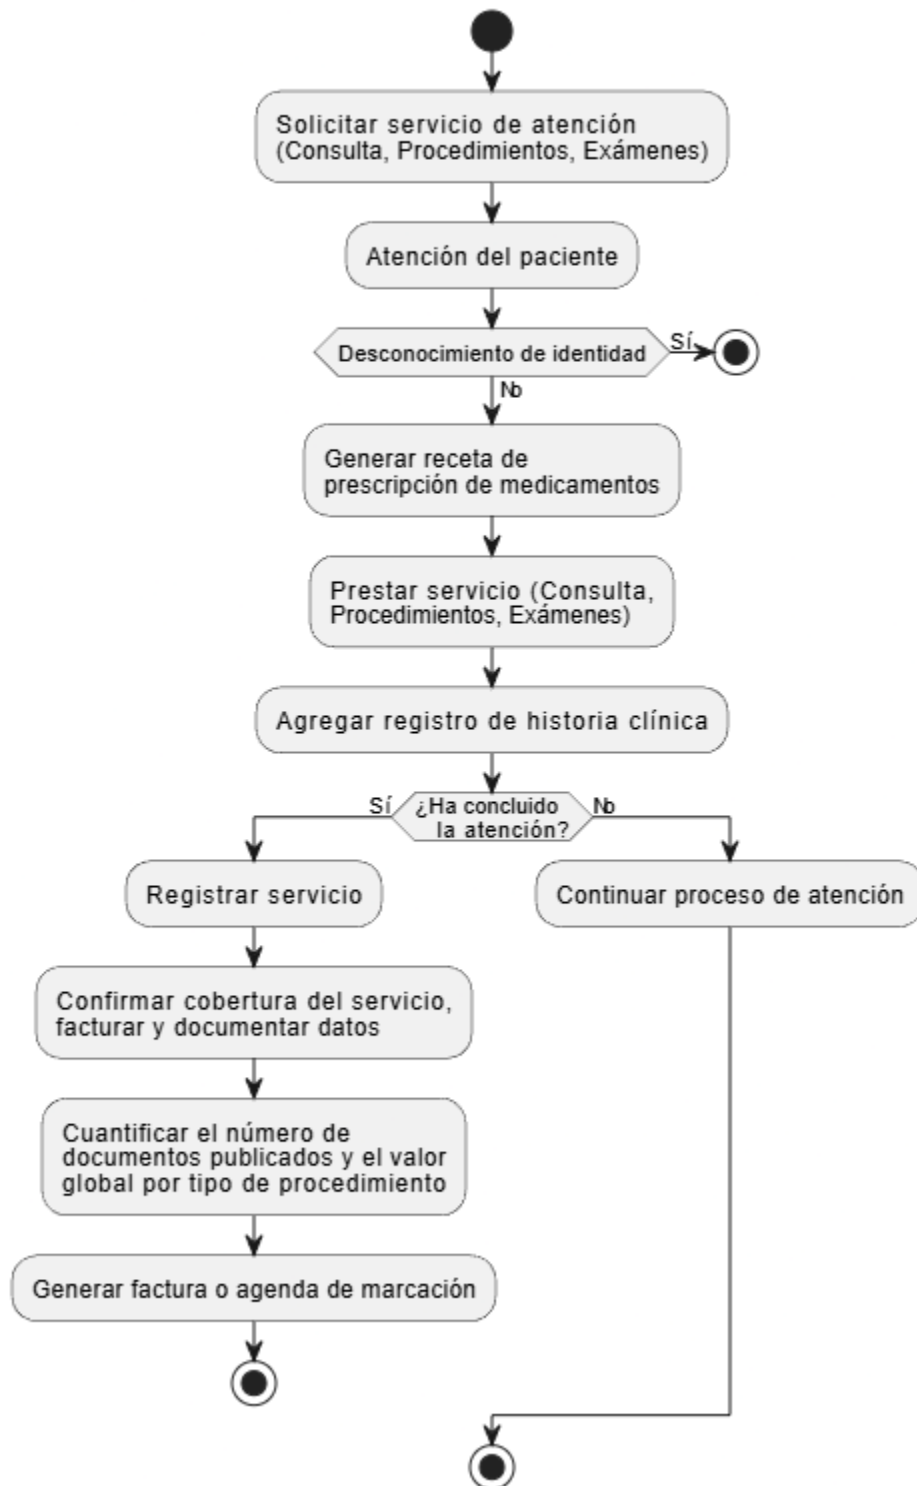 Solicitar servicio de atención
(Consulta, Procedimientos, Exámenes)
Atención del paciente
Desconocimiento de identidad
Sí
No
Generar receta de
prescripción de medicamentos
Prestar servicio (Consulta,
Procedimientos, Exámenes)
Agregar registro de historia clínica
Sí
¿Ha concluido
la atención?
No
Registrar servicio
Continuar proceso de atención
Confirmar cobertura del servicio,
facturar y documentar datos
Cuantificar el número de
documentos publicados y el valor
global por tipo de procedimiento
Generar factura o agenda de marcación